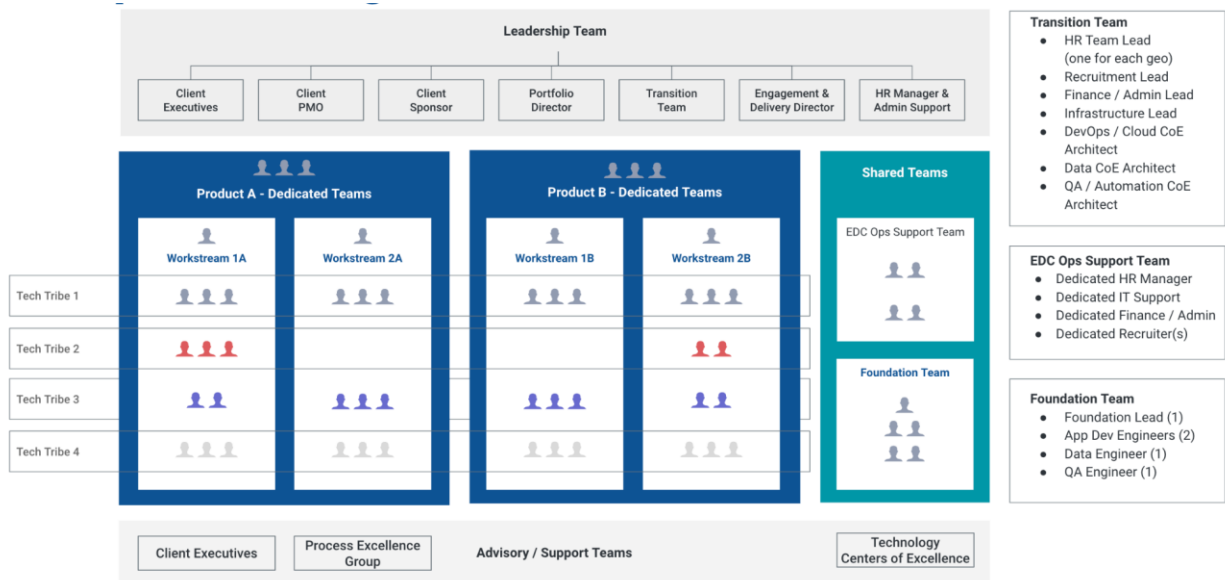 Leadership Team
Client
Executives
Client
PMO
Client
Sponsor
Portfolio
Director
Transition
Team
Engagement &
Delivery Director
HR Manager &
Admin Support
Product A - Dedicated Teams
Product B - Dedicated Teams
Shared Teams
Workstream 1A
Workstream 2A
Workstream 1B
Workstream 2B
EDC Ops Support Team
Tech Tribe 1
Tech Tribe 2
Tech Tribe 3
Tech Tribe 4
Foundation Team
Client Executives
Process Excellence
Group
Advisory / Support Teams
Technology
Centers of Excellence
Transition Team
● HR Team Lead
(one for each geo)
● Recruitment Lead
● Finance / Admin Lead
● Infrastructure Lead
● DevOps / Cloud CoE
Architect
● Data CoE Architect
● QA / Automation CoE
Architect
EDC Ops Support Team
● Dedicated HR Manager
● Dedicated IT Support
● Dedicated Finance / Admin
● Dedicated Recruiter(s)
Foundation Team
● Foundation Lead (1)
● App Dev Engineers (2)
● Data Engineer (1)
● QA Engineer (1)